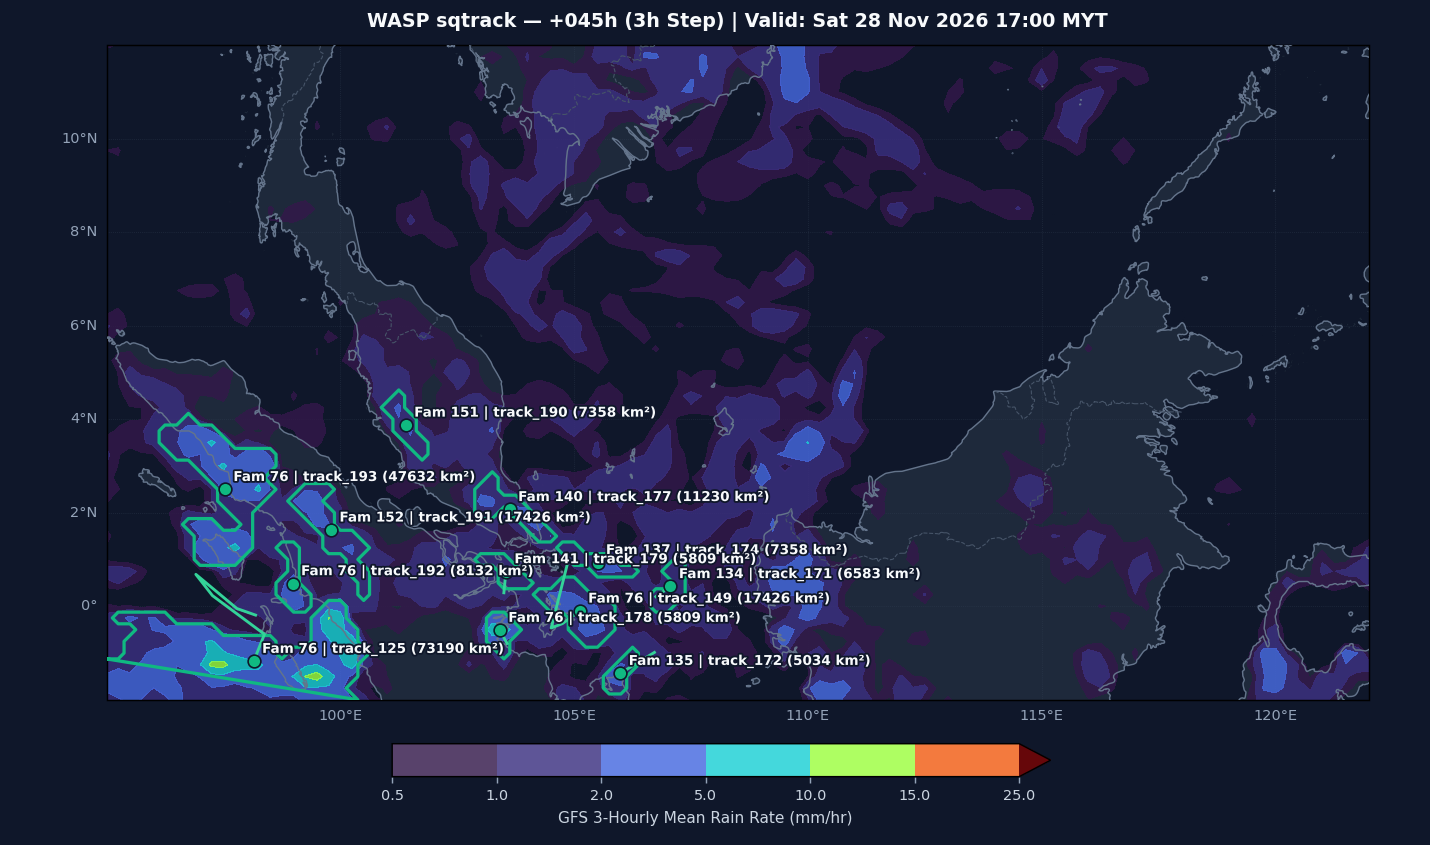 WASP sqtrack — +045h (3h Step) | Valid: Sat 28 Nov 2026 17:00 MYT
10°N
8°N
6°N
4°N
2°N
0°
Fam 151 | track_190 (7358 km²)
Fam 76 | track_193 (47632 km²)
Fam 140 | track_177 (11230 km²)
Fam 152 | track_191 (17426 km²)
Fam 137 | track_174 (7358 km²)
Fam 141 | track_179 (5809 km²)
Fam 76 | track_192 (8132 km²)
Fam 134 | track_171 (6583 km²)
Fam 76 | track_149 (17426 km²)
Fam 76 | track_178 (5809 km²)
Fam 76 | track_125 (73190 km²)
Fam 135 | track_172 (5034 km²)
100°E 105°E 110°E 115°E 120°E
0.5 1.0 2.0 5.0 10.0 15.0 25.0
GFS 3-Hourly Mean Rain Rate (mm/hr)